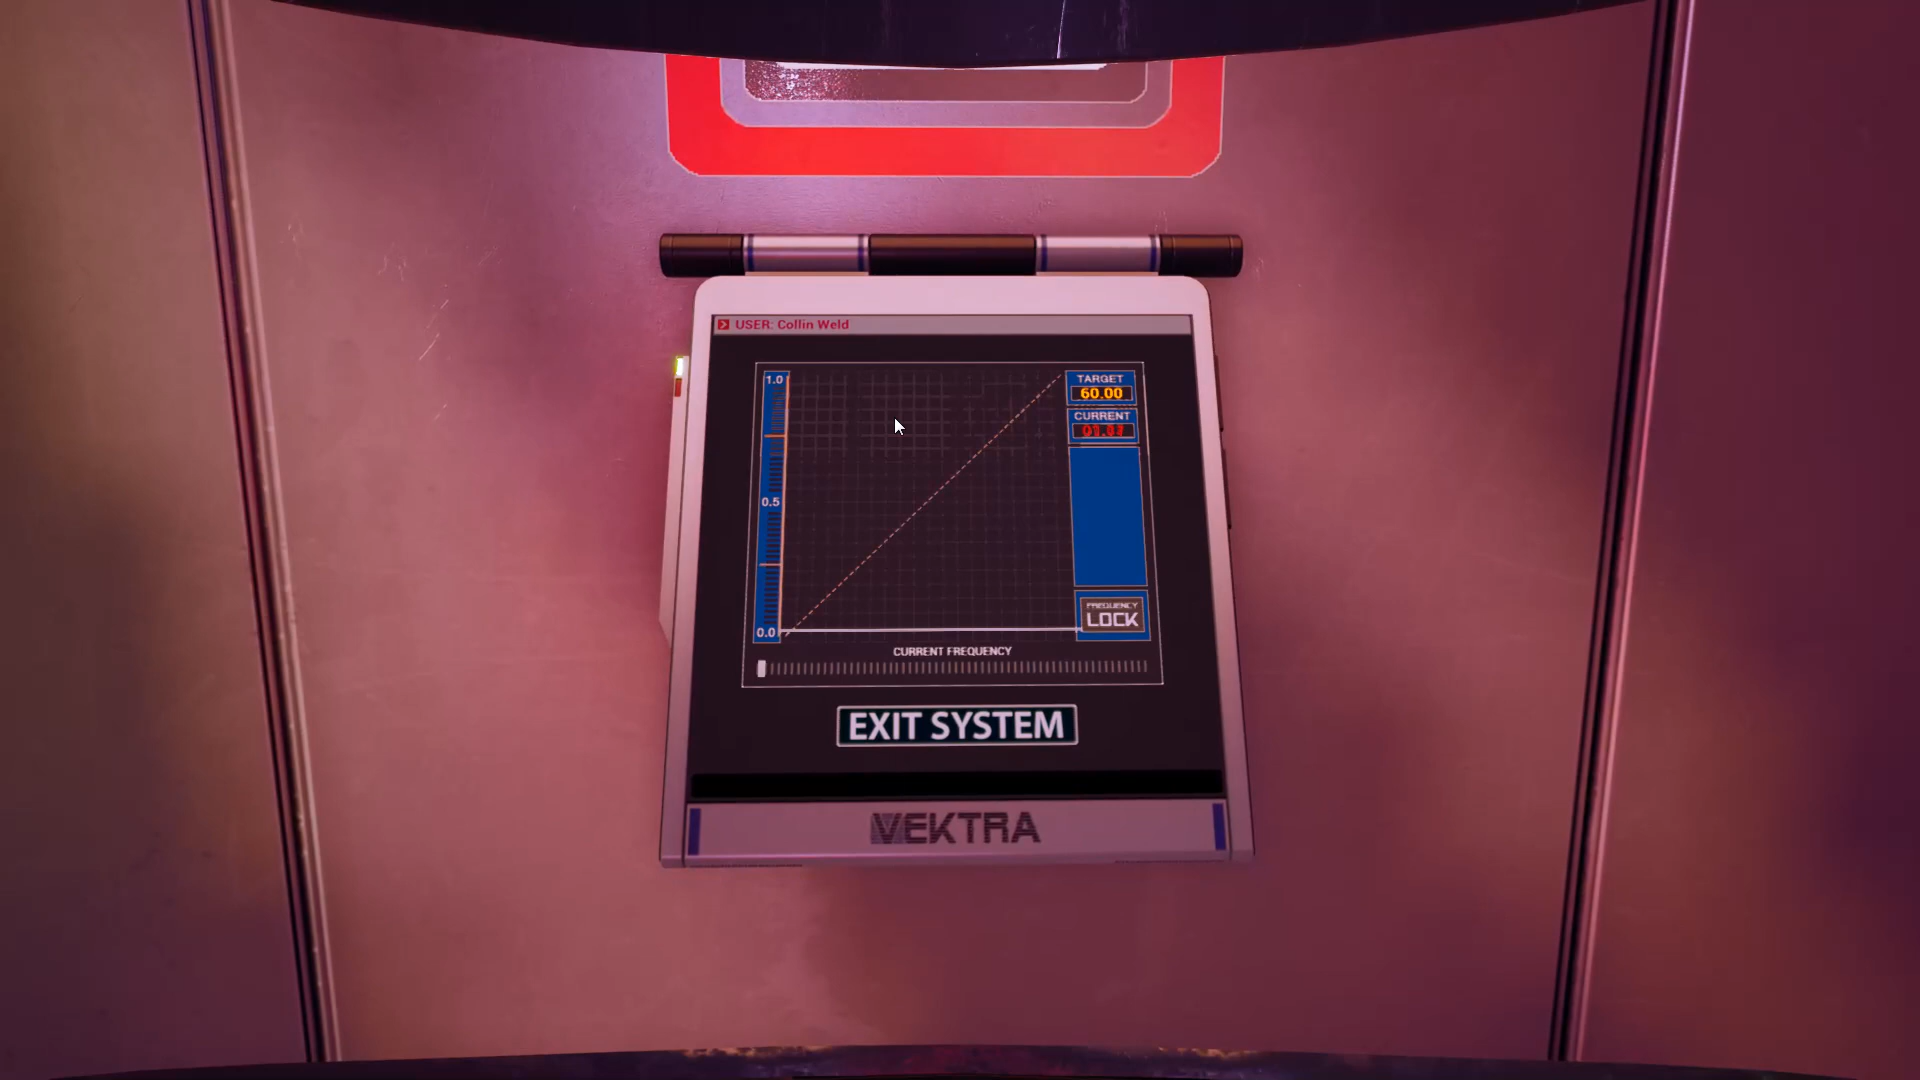 USER: Collin Weld
1.0
TARGET
60.00
CURRENT
0.5
FREQUENCY
LOCK
0.0
CURRENT FREQUENCY
EXIT SYSTEM
VEKTRA